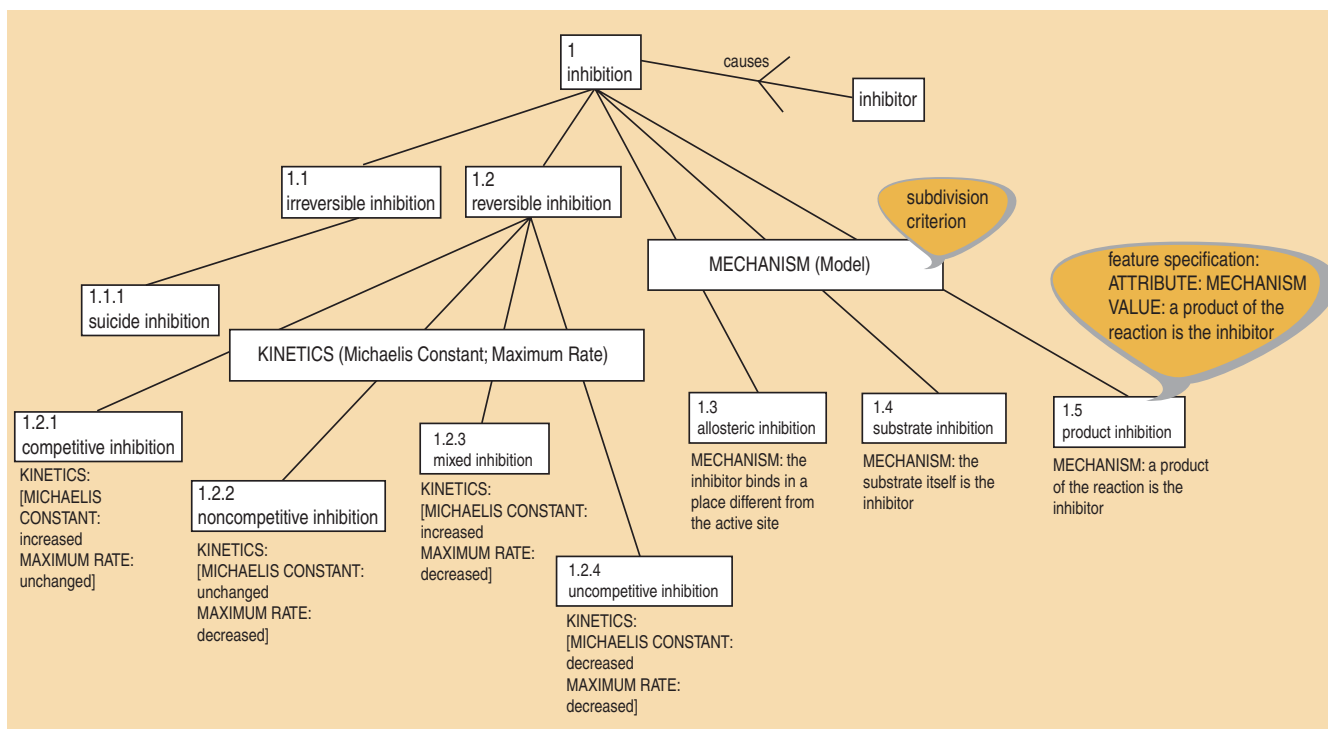 1
inhibition
causes
inhibitor
1.1
irreversible inhibition
1.2
reversible inhibition
subdivision
criterion
MECHANISM (Model)
feature specification:
ATTRIBUTE: MECHANISM
VALUE: a product of the
reaction is the inhibitor
1.1.1
suicide inhibition
KINETICS (Michaelis Constant; Maximum Rate)
1.2.1
competitive inhibition
KINETICS:
[MICHAELIS
CONSTANT:
increased
MAXIMUM RATE:
unchanged]
1.2.2
noncompetitive inhibition
KINETICS:
[MICHAELIS CONSTANT:
unchanged
MAXIMUM RATE:
decreased]
1.2.3
mixed inhibition
KINETICS:
[MICHAELIS CONSTANT:
increased
MAXIMUM RATE:
decreased]
1.2.4
uncompetitive inhibition
KINETICS:
[MICHAELIS CONSTANT:
decreased
MAXIMUM RATE:
decreased]
1.3
allosteric inhibition
MECHANISM: the
inhibitor binds in a
place different from
the active site
1.4
substrate inhibition
MECHANISM: the
substrate itself is the
inhibitor
1.5
product inhibition
MECHANISM: a product
of the reaction is the
inhibitor